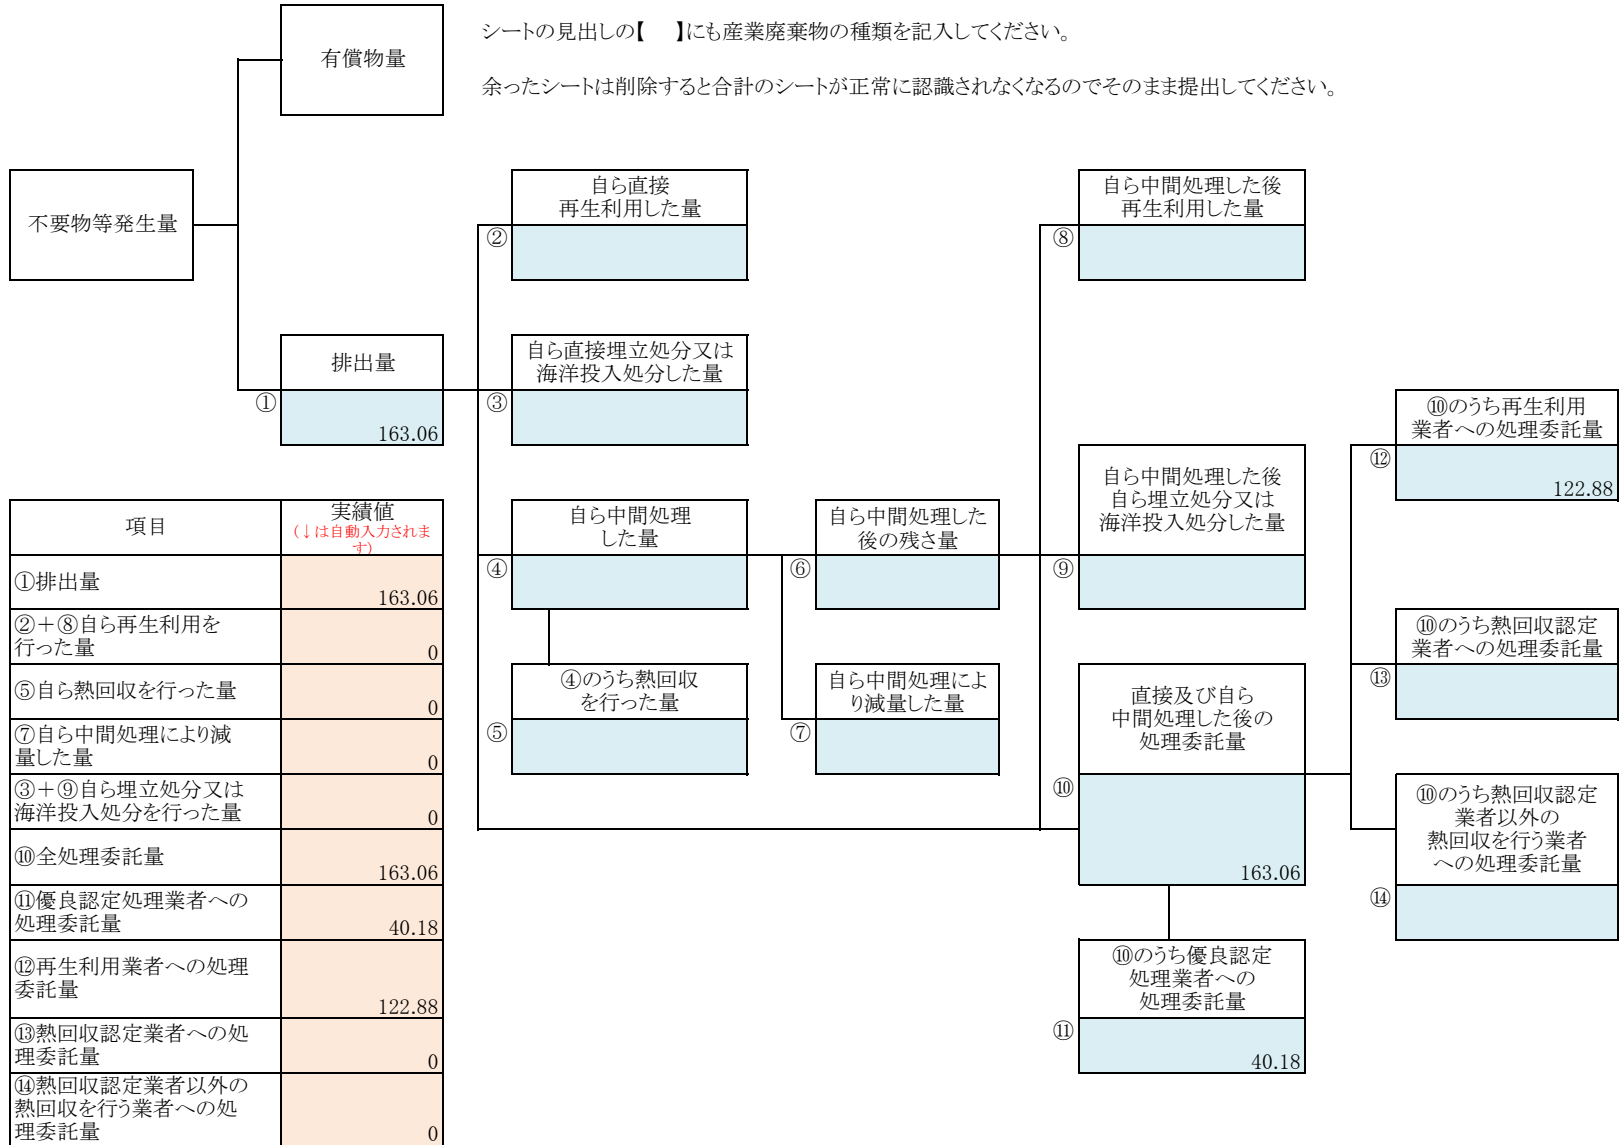 シートの見出しの【　】にも産業廃棄物の種類を記入してください。
有償物量
余ったシートは削除すると合計のシートが正常に認識されなくなるのでそのまま提出してください。
不要物等発生量
自ら直接
再生利用した量
②
自ら中間処理した後
再生利用した量
⑧
排出量
①
163.06
自ら直接埋立処分又は
海洋投入処分した量
③
⑩のうち再生利用
業者への処理委託量
⑫
122.88
自ら中間処理
した量
④
自ら中間処理した
後の残さ量
⑥
自ら中間処理した後
自ら埋立処分又は
海洋投入処分した量
⑨
④のうち熱回収
を行った量
⑤
自ら中間処理によ
り減量した量
⑦
直接及び自ら
中間処理した後の
処理委託量
⑩
163.06
⑩のうち熱回収認定
業者への処理委託量
⑬
⑩のうち熱回収認定
業者以外の
熱回収を行う業者
への処理委託量
⑭
⑩のうち優良認定
処理業者への
処理委託量
⑪
40.18
項目
実績値
(↓は自動入力されま
す)
①排出量
163.06
②＋⑧自ら再生利用を
行った量
0
⑤自ら熱回収を行った量
0
⑦自ら中間処理により減
量した量
0
③＋⑨自ら埋立処分又は
海洋投入処分を行った量
0
⑩全処理委託量
163.06
⑪優良認定処理業者への
処理委託量
40.18
⑫再生利用業者への処理
委託量
122.88
⑬熱回収認定業者への処
理委託量
0
⑭熱回収認定業者以外の
熱回収を行う業者への処
理委託量
0